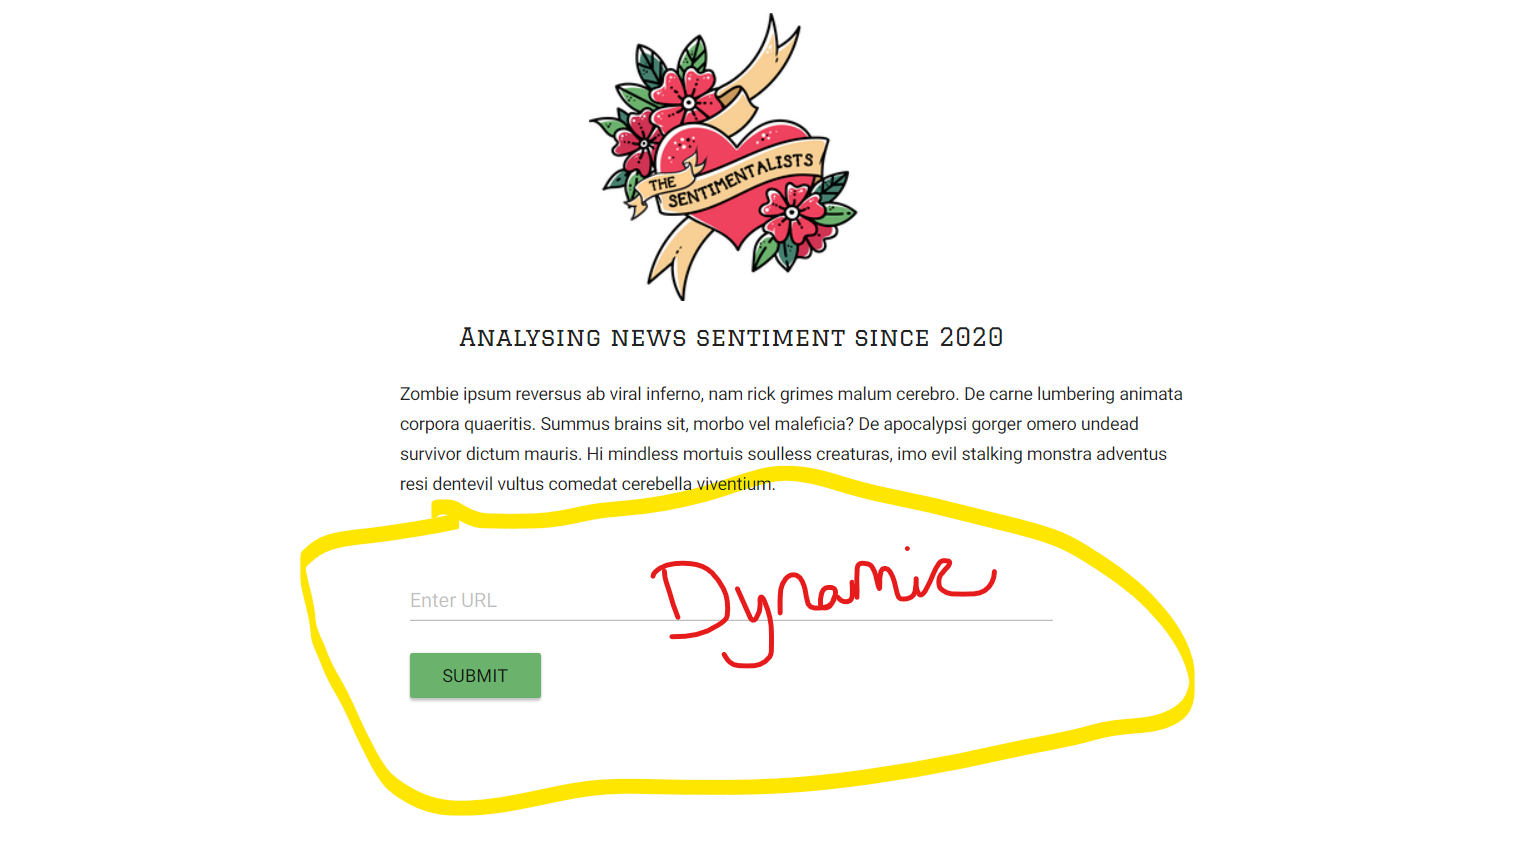 THE
SENTIMENTALISTS
Analysing news sentiment since 2020
Zombie ipsum reversus ab viral inferno, nam rick grimes malum cerebro. De carne lumbering animata
corpora quaeritis. Summus brains sit, morbo vel maleficia? De apocalypsi gorger omero undead
survivor dictum mauris. Hi mindless mortuis soulless creaturas, imo evil stalking monstra adventus
resi dentevil vultus comedat cerebella viventium.
Dynamic
Enter URL
SUBMIT